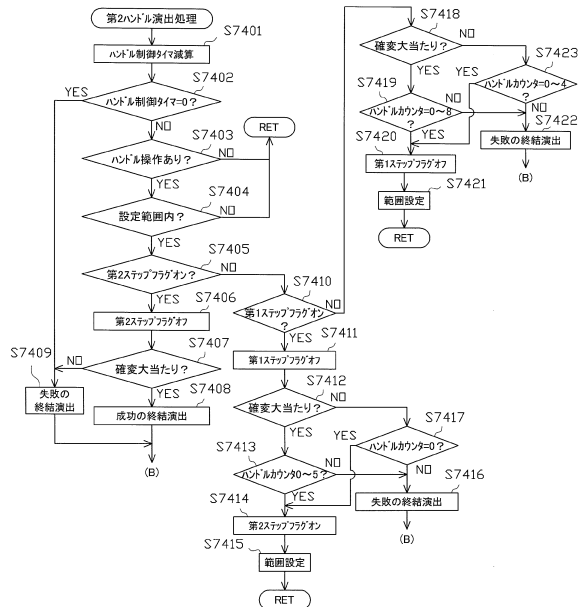 第2ハンドル演出処理
S7401
ハンドル制御タイマ減算
S7402
YES
ハンドル制御タイマ=0?
NO
S7403
RET
ハンドル操作あり?
NO
YES
S7404
設定範囲内?
NO
YES
S7405
第2ステップフラグオン?
NO
YES
S7406
第2ステップフラグオフ
S7407
NO
確変大当たり?
YES
S7408
成功の終結演出
S7409
失敗の
終結演出
(B)
S7410
第1ステップフラグオン
?
NO
YES
S7411
第1ステップフラグオフ
S7412
確変大当たり?
NO
YES
S7417
YES
ハンドルカウンタ=0?
NO
S7413
ハンドルカウンタ0~5?
NO
YES
S7416
失敗の終結演出
(B)
S7414
第2ステップフラグオン
S7415
範囲設定
RET
S7418
確変大当たり?
NO
YES
S7423
YES
ハンドルカウンタ=0~4
?
NO
S7419
ハンドルカウンタ=0~8
?
NO
YES
S7422
失敗の終結演出
(B)
S7420
第1ステップフラグオフ
S7421
範囲設定
RET